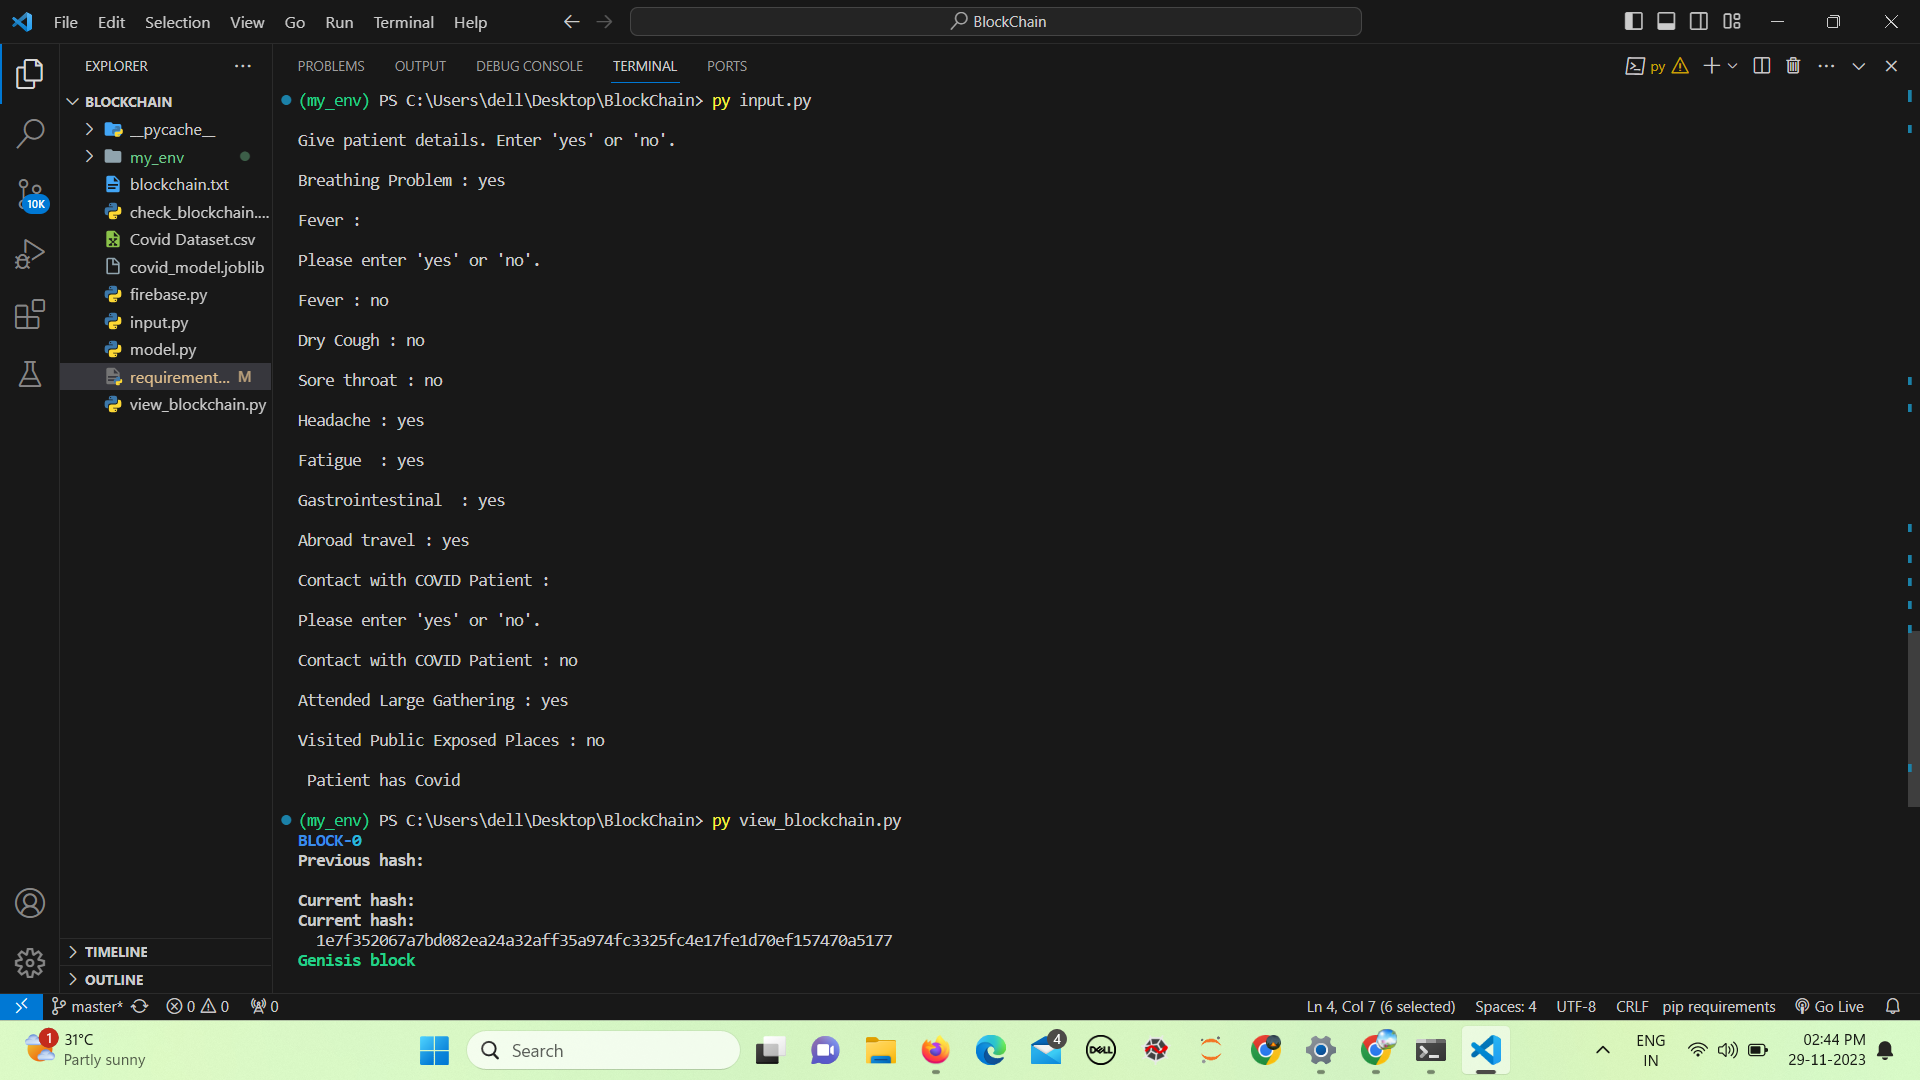 File Edit Selection View Go Run Terminal Help
BlockChain
EXPLORER
BLOCKCHAIN
__pycache__
my_env
blockchain.txt
check_blockchain....
Covid Dataset.csv
covid_model.joblib
firebase.py
input.py
model.py
requirement... M
view_blockchain.py
10K
TIMELINE
OUTLINE
PROBLEMS OUTPUT DEBUG CONSOLE TERMINAL PORTS
py
(my_env) PS C:\Users\dell\Desktop\BlockChain> py input.py
Give patient details. Enter 'yes' or 'no'.
Breathing Problem : yes
Fever :
Please enter 'yes' or 'no'.
Fever : no
Dry Cough : no
Sore throat : no
Headache : yes
Fatigue  : yes
Gastrointestinal  : yes
Abroad travel : yes
Contact with COVID Patient :
Please enter 'yes' or 'no'.
Contact with COVID Patient : no
Attended Large Gathering : yes
Visited Public Exposed Places : no
Patient has Covid
(my_env) PS C:\Users\dell\Desktop\BlockChain> py view_blockchain.py
BLOCK-0
Previous hash:
Current hash:
Current hash:
1e7f352067a7bd082ea24a32aff35a974fc3325fc4e17fe1d70ef157470a5177
Genisis block
master* 0 0 0
Ln 4, Col 7 (6 selected) Spaces: 4 UTF-8 CRLF pip requirements Go Live
1
31°C
Partly sunny
Search
4
DELL
ENG
IN
02:44 PM
29-11-2023